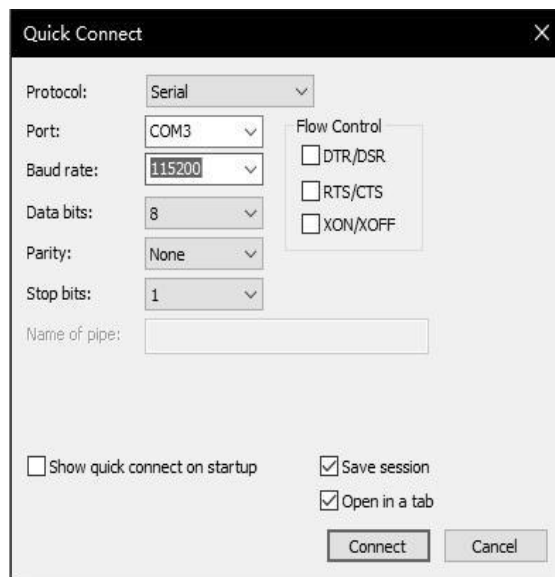 Quick Connect
Protocol: Serial
Port: COM3
Flow Control
DTR/DSR
Baud rate: 115200
RTS/CTS
Data bits: 8
XON/XOFF
Parity: None
Stop bits: 1
Name of pipe:
Show quick connect on startup
Save session
Open in a tab
Connect
Cancel